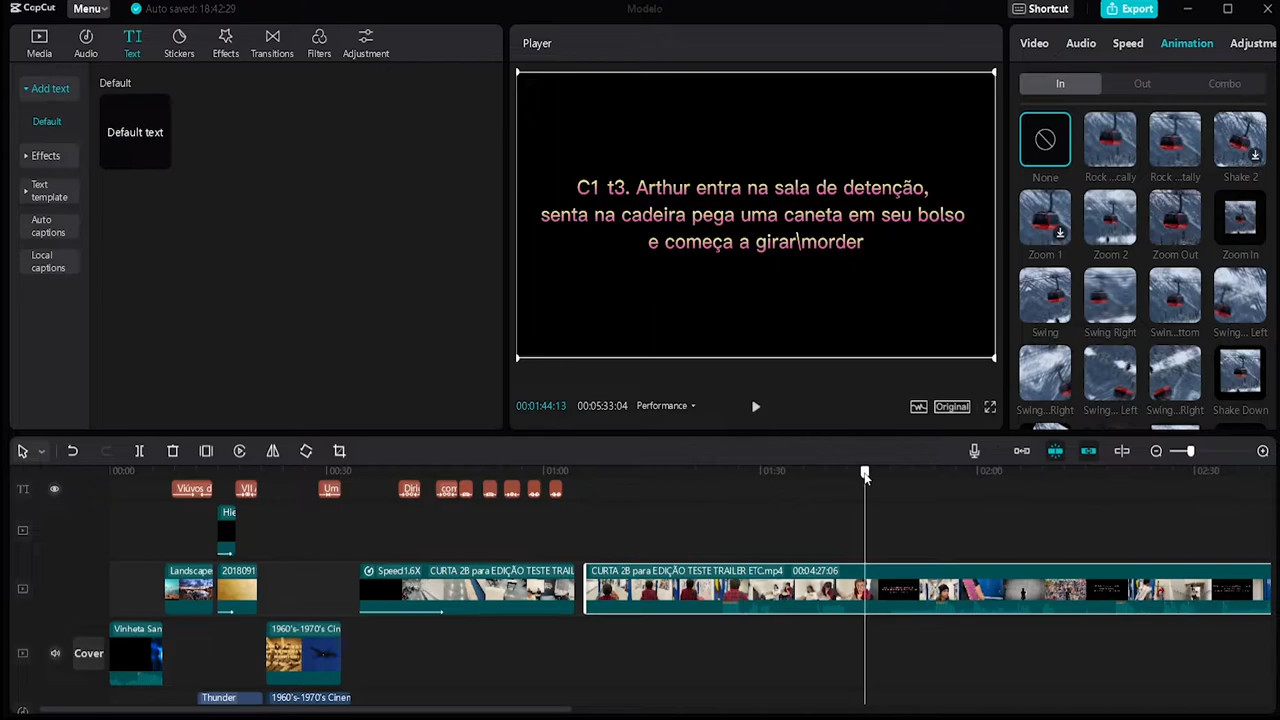 CapCut
Menu
Auto saved: 18:42:29
Modelo
Shortcut
Export
Media
Audio
TI
Text
Stickers
Effects
Transitions
Filters
Adjustment
Player
Video
Audio
Speed
Animation
Adjustme
Add text
Default
Effects
Text
template
Auto
captions
Local
captions
Default
Default text
C1 t3. Arthur entra na sala de detenção,
senta na cadeira pega uma caneta em seu bolso
e começa a girar\morder
00:01:44:13
00:05:33:04
Performance
Original
In
Out
Combo
None
Rock ...cally
Rock ...tally
Shake 2
Zoom 1
Zoom 2
Zoom Out
Zoom In
Swing
Swing Right
Swin...ttom
Swing... Left
Swing...Right
Swing... Left
Swing...Right
Shake Down
00:00
00:30
01:00
01:30
02:00
02:30
TI
Viúvos d
VII
Um
Diri
com
Hie
Landscape
2018091
Speed1.6X
CURTA 2B para EDIÇÃO TESTE TRAIL
CURTA 2B para EDIÇÃO TESTE TRAILER ETC.mp4
00:04:27:06
Cover
Vinheta San
1960's-1970's Cin
Thunder
1960's-1970's Cinen